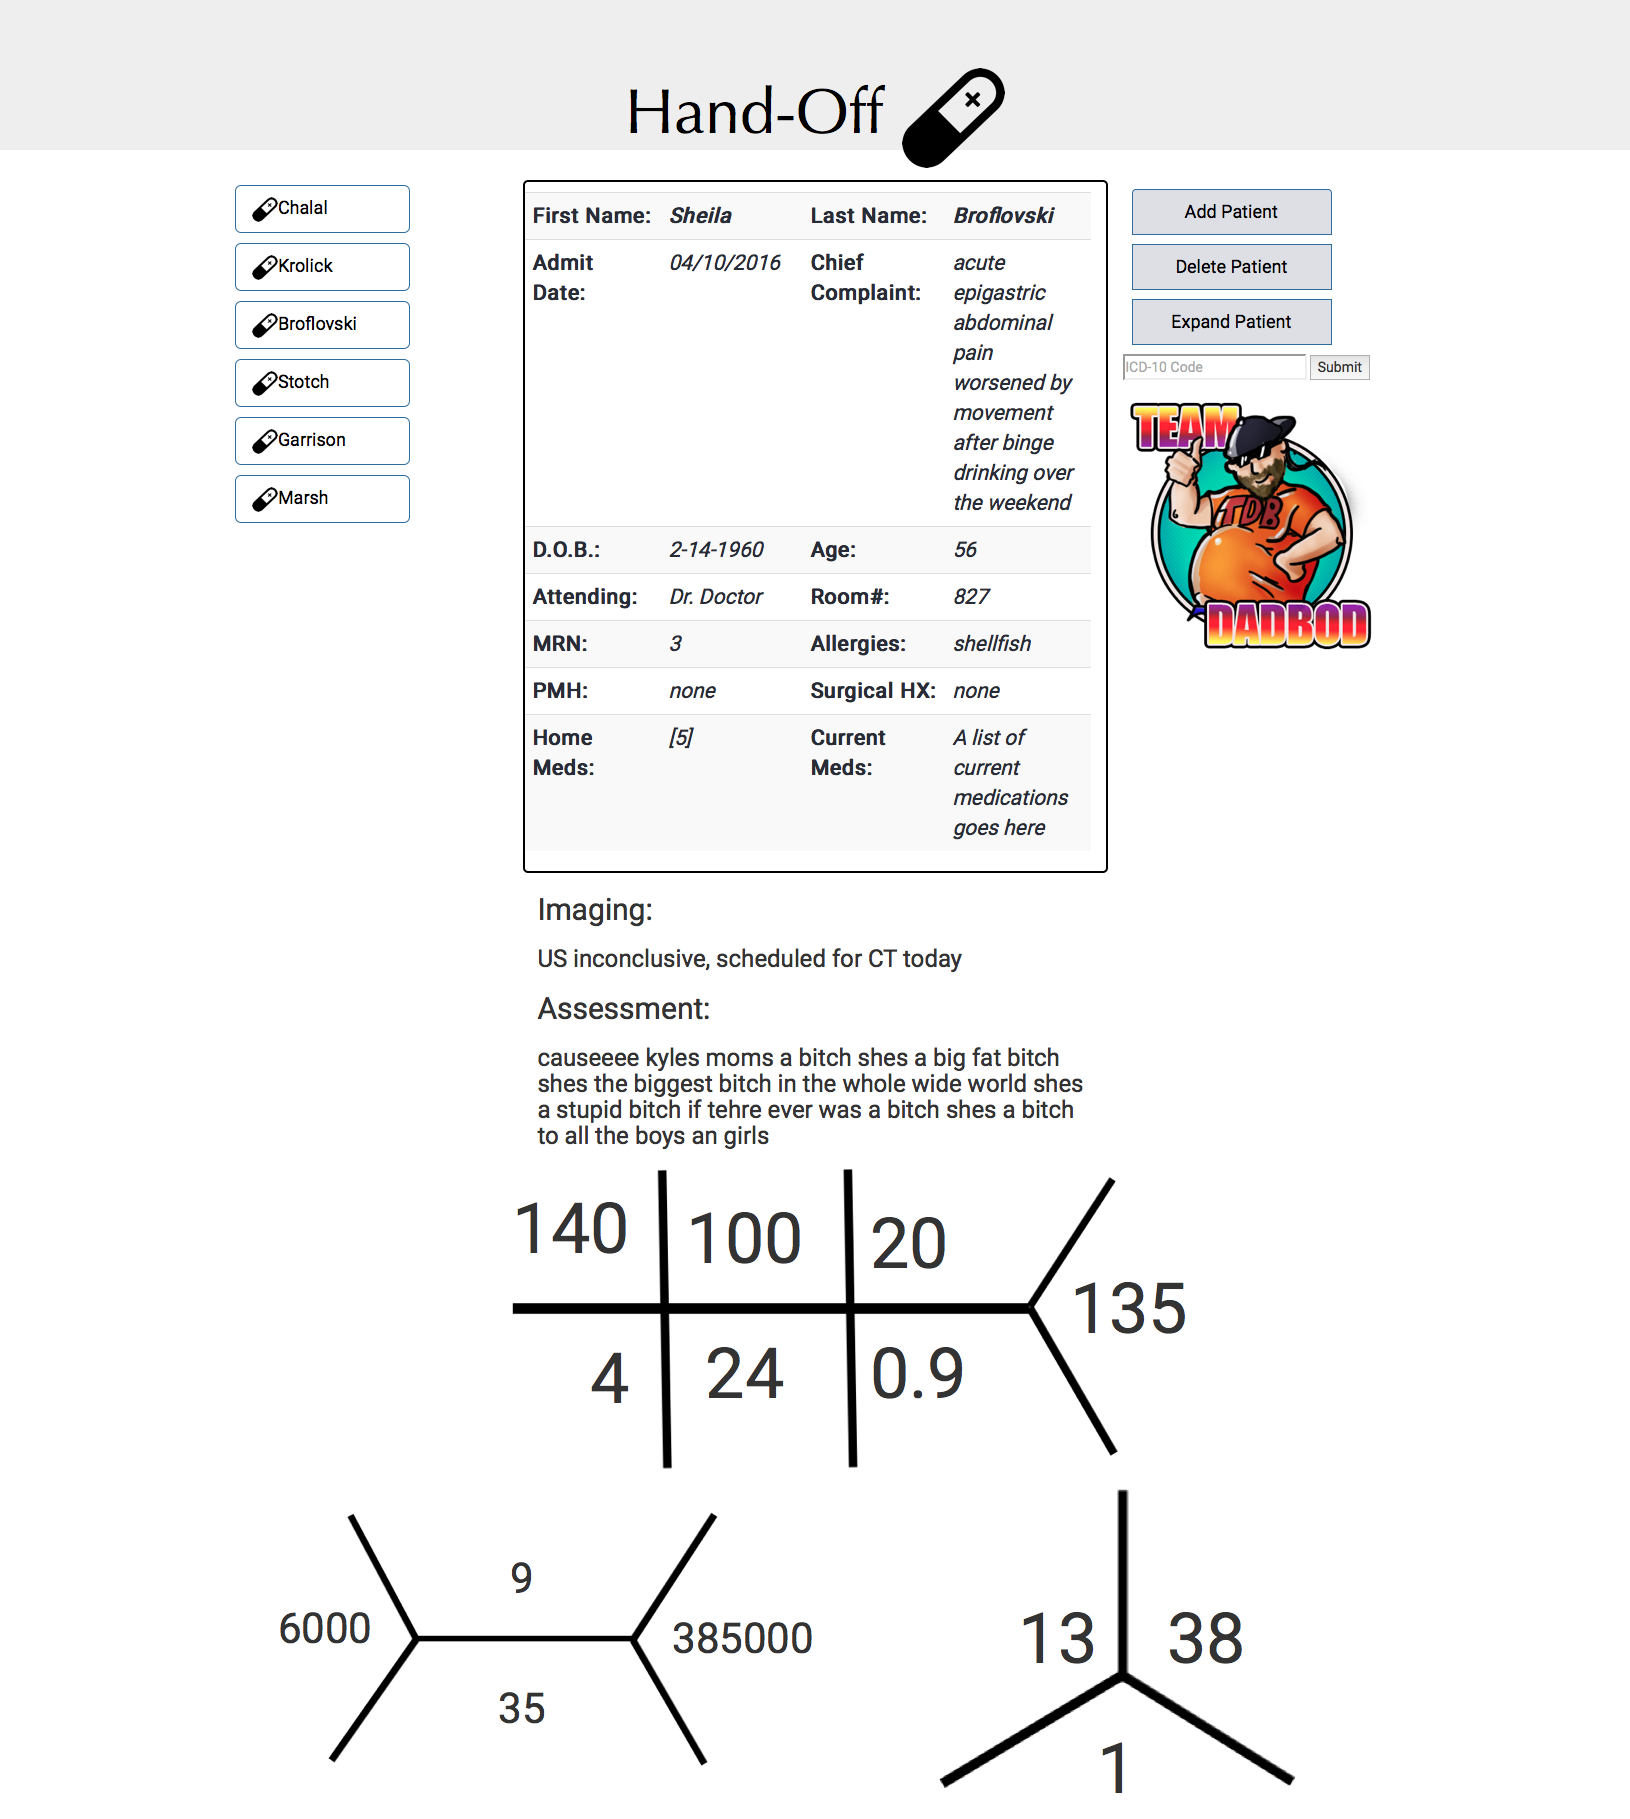 Hand-Off
Chalal
Krolick
Broflovski
Stotch
Garrison
Marsh
First Name: Sheila Last Name: Broflovski
Admit 04/10/2016 Chief acute
Date: Complaint: epigastric
abdominal
pain
worsened by
movement
after binge
drinking over
the weekend
D.O.B.: 2-14-1960 Age: 56
Attending: Dr. Doctor Room#: 827
MRN: 3 Allergies: shellfish
PMH: none Surgical HX: none
Home [5] Current A list of
Meds: Meds: current
medications
goes here
Add Patient
Delete Patient
Expand Patient
ICD-10 Code Submit
TEAM
TDB
DADBOD
Imaging:
US inconclusive, scheduled for CT today
Assessment:
causeeee kyles moms a bitch shes a big fat bitch
shes the biggest bitch in the whole wide world shes
a stupid bitch if tehre ever was a bitch shes a bitch
to all the boys an girls
140 100 20
135
4 24 0.9
9
6000 385000
35
13 38
1